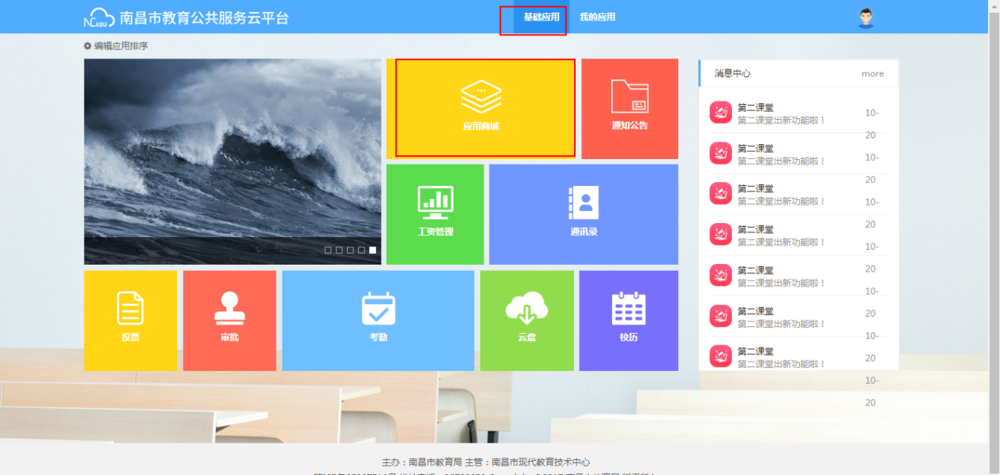 NCEDU 南昌市教育公共服务云平台
基础应用 我的应用
编辑应用排序
应用商城
通知公告
工资管理
通讯录
投票
审批
考勤
云盘
校历
消息中心 more
第二课堂
第二课堂出新功能啦！
10-
20
第二课堂
第二课堂出新功能啦！
10-
20
第二课堂
第二课堂出新功能啦！
10-
20
第二课堂
第二课堂出新功能啦！
10-
20
第二课堂
第二课堂出新功能啦！
10-
20
第二课堂
第二课堂出新功能啦！
10-
20
第二课堂
第二课堂出新功能啦！
10-
20
主办：南昌市教育局 主管：南昌市现代教育技术中心